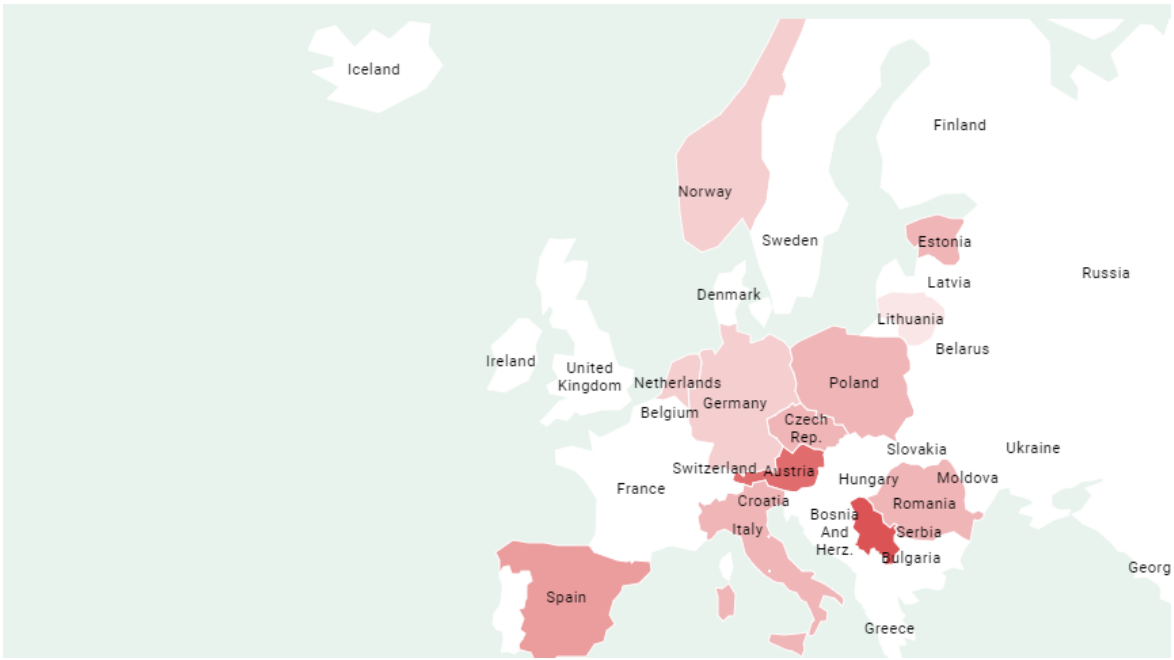 Iceland
Finland
Norway
Sweden
Estonia
Russia
Latvia
Denmark
Lithuania
Belarus
Ireland
United
Kingdom
Netherlands
Poland
Belgium
Germany
Czech
Rep.
Slovakia
Ukraine
Switzerland
Austria
Hungary
Moldova
France
Croatia
Romania
Bosnia
And
Herz.
Italy
Serbia
Bulgaria
Georg
Spain
Greece